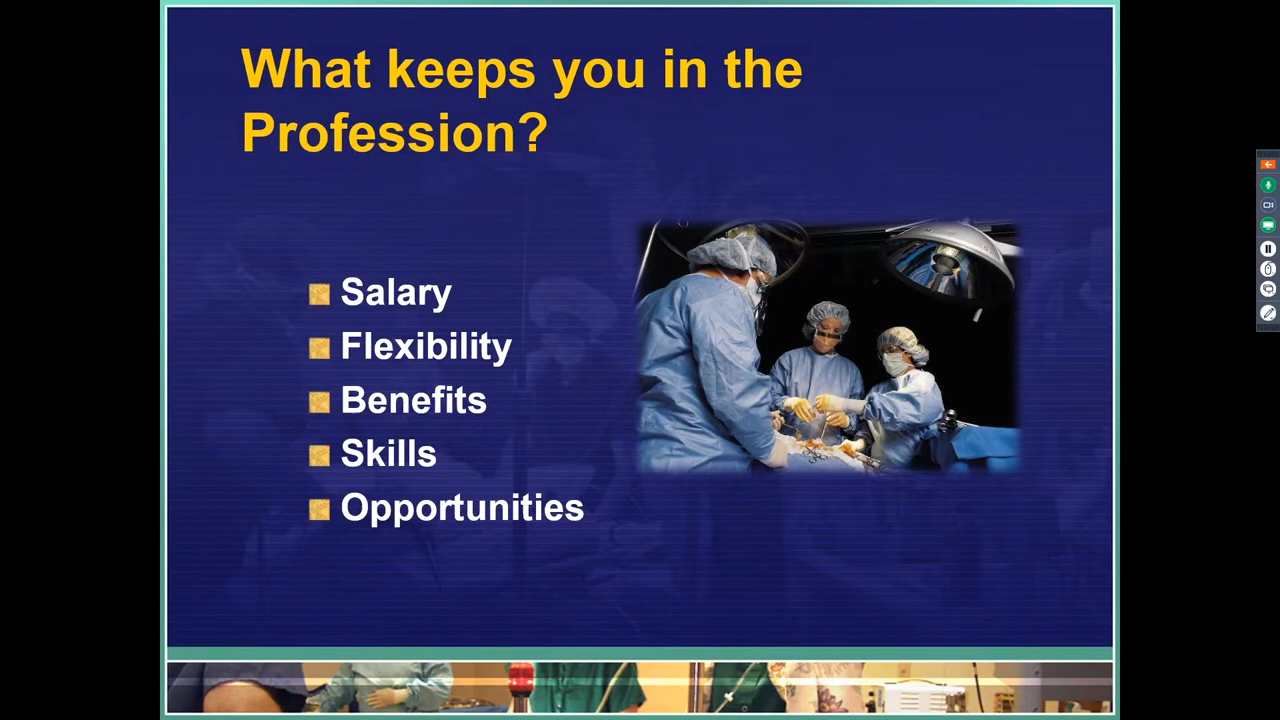 What keeps you in the
Profession?
Salary
Flexibility
Benefits
Skills
Opportunities